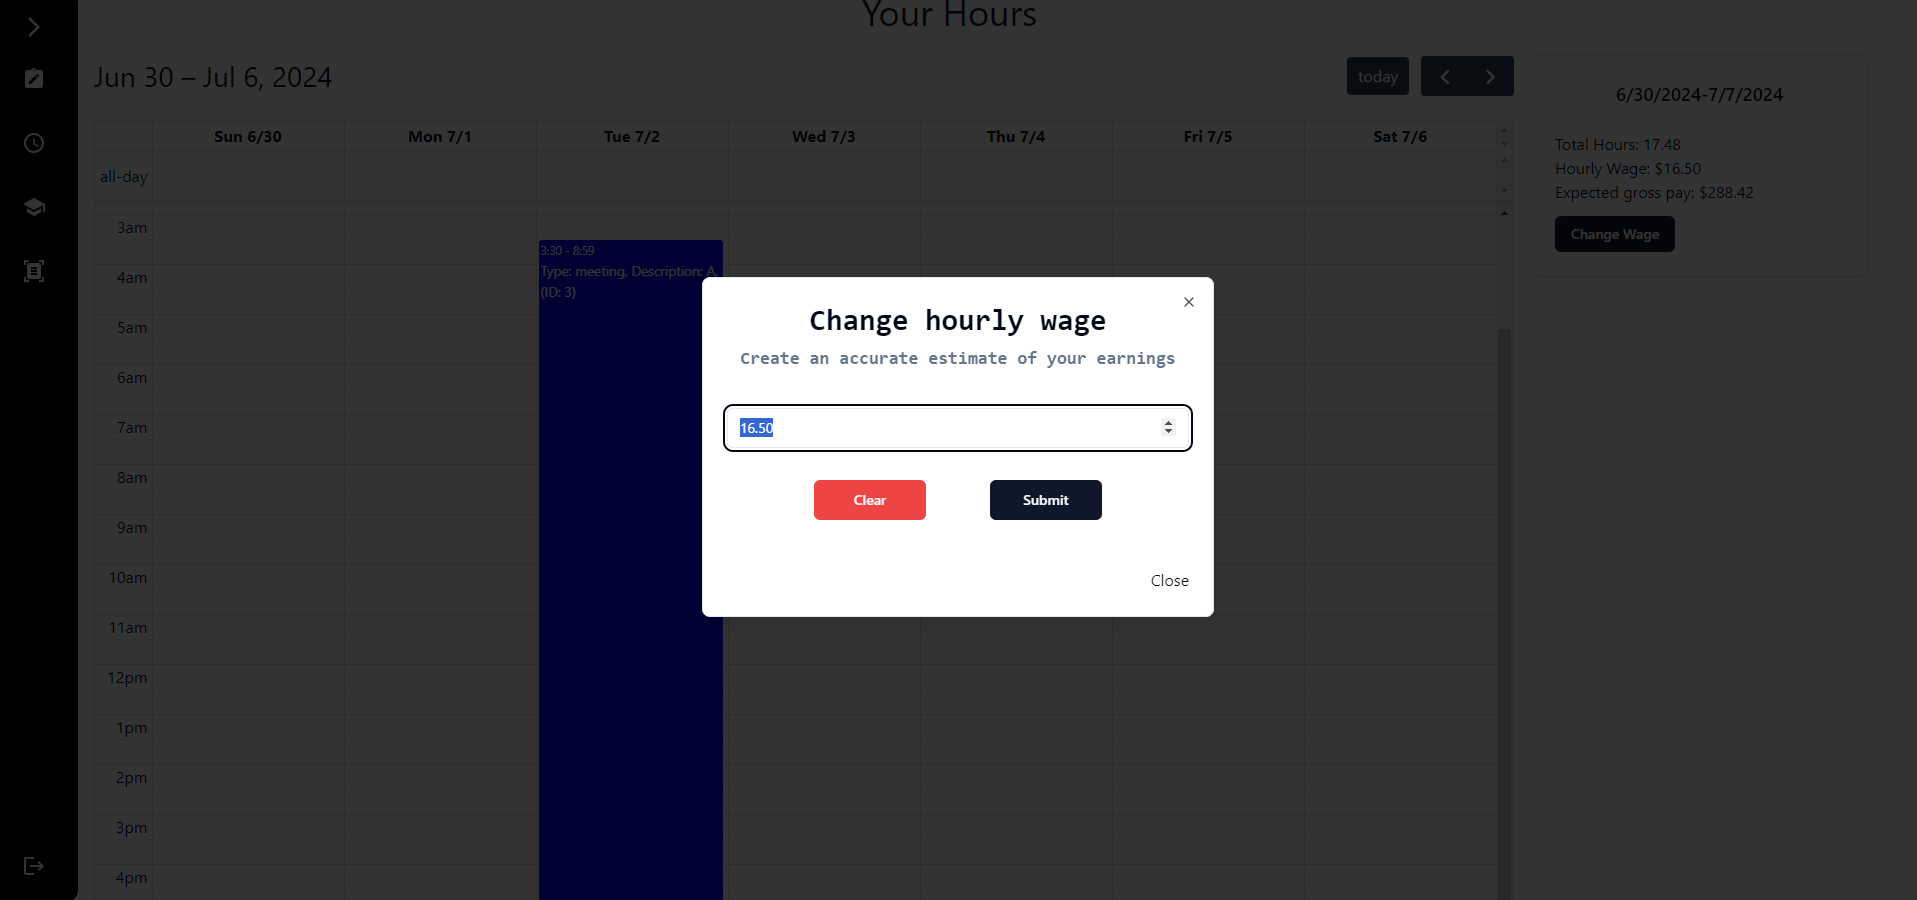 Your Hours
Jun 30 – Jul 6, 2024
today
Sun 6/30 Mon 7/1 Tue 7/2 Wed 7/3 Thu 7/4 Fri 7/5 Sat 7/6
all-day
3am
4am
5am
6am
7am
8am
9am
10am
11am
12pm
1pm
2pm
3pm
4pm
3:30 - 8:59
Type: meeting, Description: A,
(ID: 3)
6/30/2024-7/7/2024
Total Hours: 17.48
Hourly Wage: $16.50
Expected gross pay: $288.42
Change Wage
Change hourly wage
Create an accurate estimate of your earnings
16.50
Clear Submit
Close